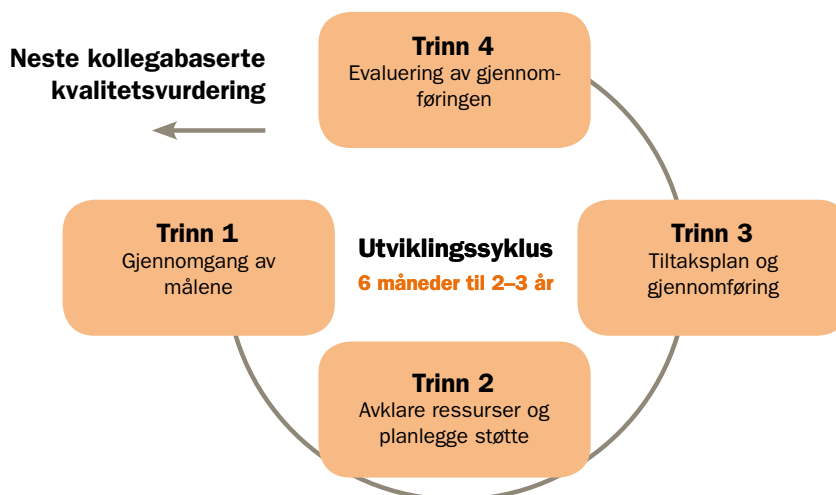 Neste kollegabaserte
kvalitetsvurdering
Trinn 4
Evaluering av gjennom-
føringen
Trinn 1
Gjennomgang av
målene
Utviklingssyklus
6 måneder til 2–3 år
Trinn 3
Tiltaksplan og
gjennomføring
Trinn 2
Avklare ressurser og
planlegge støtte